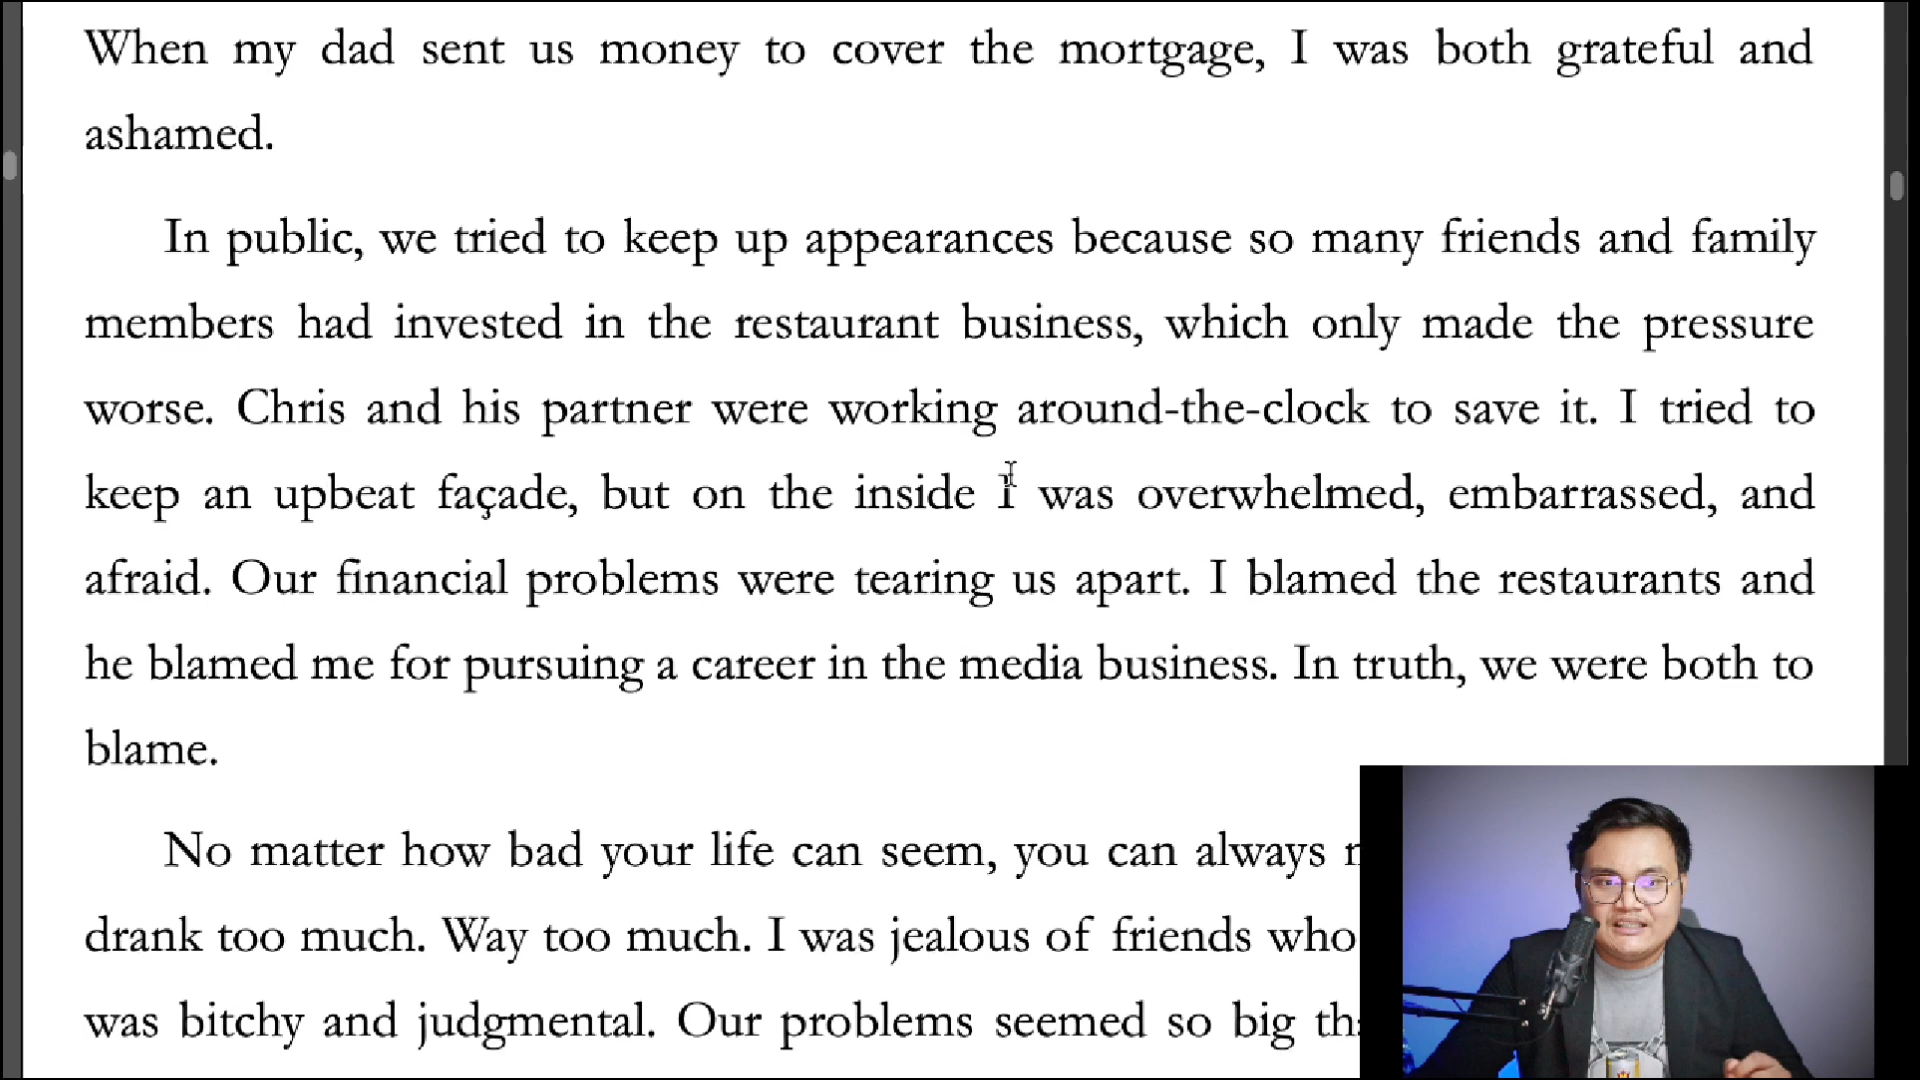 When my dad sent us money to cover the mortgage, I was both grateful and
ashamed.
In public, we tried to keep up appearances because so many friends and family
members had invested in the restaurant business, which only made the pressure
worse. Chris and his partner were working around-the-clock to save it. I tried to
keep an upbeat façade, but on the inside I was overwhelmed, embarrassed, and
afraid. Our financial problems were tearing us apart. I blamed the restaurants and
he blamed me for pursuing a career in the media business. In truth, we were both to
blame.
No matter how bad your life can seem, you can always
drank too much. Way too much. I was jealous of friends who
was bitchy and judgmental. Our problems seemed so big